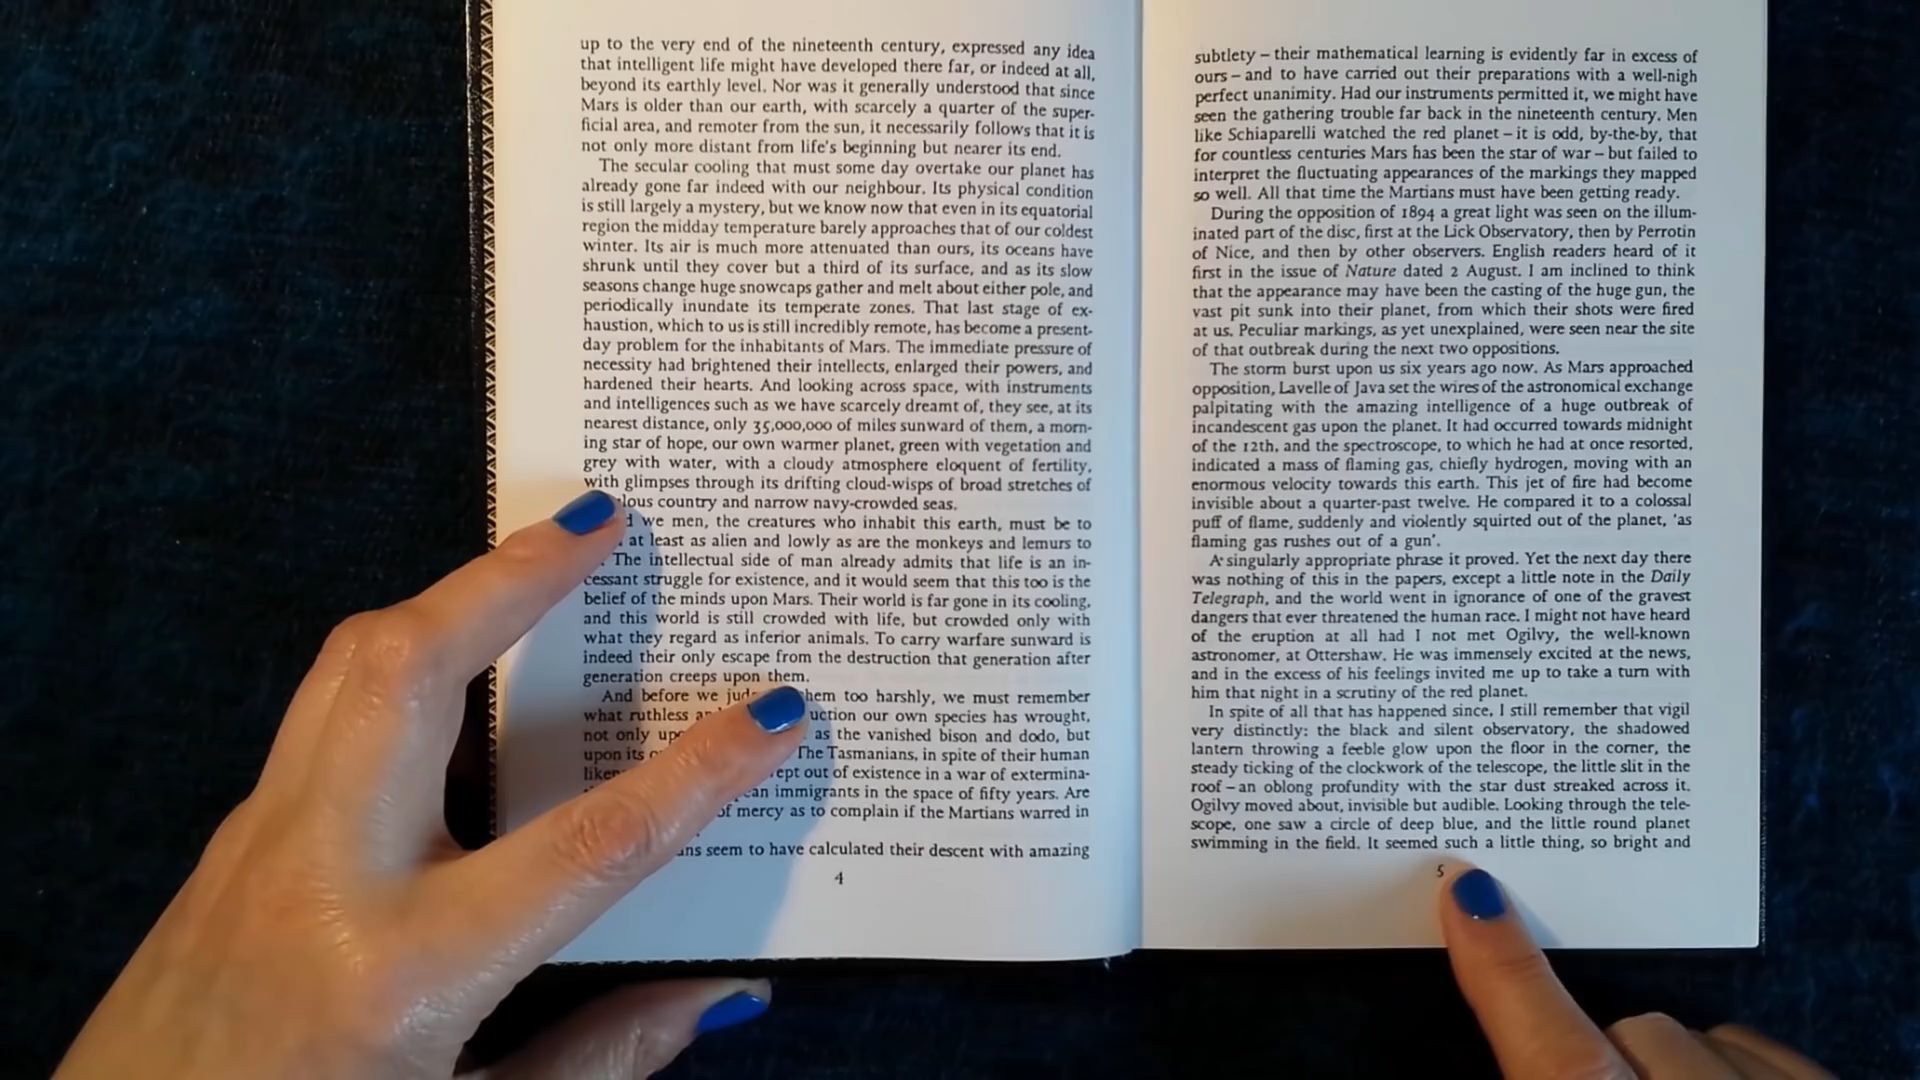 up to the very end of the nineteenth century, expressed any idea
that intelligent life might have developed there far, or indeed at all,
beyond its earthly level. Nor was it generally understood that since
Mars is older than our earth, with scarcely a quarter of the super-
ficial area, and remoter from the sun, it necessarily follows that it is
not only more distant from life's beginning but nearer its end.
The secular cooling that must some day overtake our planet has
already gone far indeed with our neighbour. Its physical condition
is still largely a mystery, but we know now that even in its equatorial
region the midday temperature barely approaches that of our coldest
winter. Its air is much more attenuated than ours, its oceans have
shrunk until they cover but a third of its surface, and as its slow
seasons change huge snowcaps gather and melt about either pole, and
periodically inundate its temperate zones. That last stage of ex-
haustion, which to us is still incredibly remote, has become a present-
day problem for the inhabitants of Mars. The immediate pressure of
necessity had brightened their intellects, enlarged their powers, and
hardened their hearts. And looking across space, with instruments
and intelligences such as we have scarcely dreamt of, they see, at its
nearest distance, only 35,000,000 of miles sunward of them, a morn-
ing star of hope, our own warmer planet, green with vegetation and
grey with water, with a cloudy atmosphere eloquent of fertility,
with glimpses through its drifting cloud-wisps of broad stretches of
country and narrow navy-crowded seas.
we men, the creatures who inhabit this earth, must be to
at least as alien and lowly as are the monkeys and lemurs to
The intellectual side of man already admits that life is an in-
cessant struggle for existence, and it would seem that this too is the
belief of the minds upon Mars. Their world is far gone in its cooling,
and this world is still crowded with life, but crowded only with
what they regard as inferior animals. To carry warfare sunward is
indeed their only escape from the destruction that generation after
generation creeps upon them.
And before we them too harshly, we must remember
what ruthless our own species has wrought,
not only as the vanished bison and dodo, but
upon its The Tasmanians, in spite of their human
out of existence in a war of extermina-
immigrants in the space of fifty years. Are
of mercy as to complain if the Martians warred in
seem to have calculated their descent with amazing
4
subtlety – their mathematical learning is evidently far in excess of
ours – and to have carried out their preparations with a well-nigh
perfect unanimity. Had our instruments permitted it, we might have
seen the gathering trouble far back in the nineteenth century. Men
like Schiaparelli watched the red planet – it is odd, by-the-by, that
for countless centuries Mars has been the star of war – but failed to
interpret the fluctuating appearances of the markings they mapped
so well. All that time the Martians must have been getting ready.
During the opposition of 1894 a great light was seen on the illum-
inated part of the disc, first at the Lick Observatory, then by Perrotin
of Nice, and then by other observers. English readers heard of it
first in the issue of Nature dated 2 August. I am inclined to think
that the appearance may have been the casting of the huge gun, the
vast pit sunk into their planet, from which their shots were fired
at us. Peculiar markings, as yet unexplained, were seen near the site
of that outbreak during the next two oppositions.
The storm burst upon us six years ago now. As Mars approached
opposition, Lavelle of Java set the wires of the astronomical exchange
palpitating with the amazing intelligence of a huge outbreak of
incandescent gas upon the planet. It had occurred towards midnight
of the 12th, and the spectroscope, to which he had at once resorted,
indicated a mass of flaming gas, chiefly hydrogen, moving with an
enormous velocity towards this earth. This jet of fire had become
invisible about a quarter-past twelve. He compared it to a colossal
puff of flame, suddenly and violently squirted out of the planet, 'as
flaming gas rushes out of a gun'.
A singularly appropriate phrase it proved. Yet the next day there
was nothing of this in the papers, except a little note in the Daily
Telegraph, and the world went in ignorance of one of the gravest
dangers that ever threatened the human race. I might not have heard
of the eruption at all had I not met Ogilvy, the well-known
astronomer, at Ottershaw. He was immensely excited at the news,
and in the excess of his feelings invited me up to take a turn with
him that night in a scrutiny of the red planet.
In spite of all that has happened since, I still remember that vigil
very distinctly: the black and silent observatory, the shadowed
lantern throwing a feeble glow upon the floor in the corner, the
steady ticking of the clockwork of the telescope, the little slit in the
roof – an oblong profundity with the star dust streaked across it.
Ogilvy moved about, invisible but audible. Looking through the tele-
scope, one saw a circle of deep blue, and the little round planet
swimming in the field. It seemed such a little thing, so bright and
5